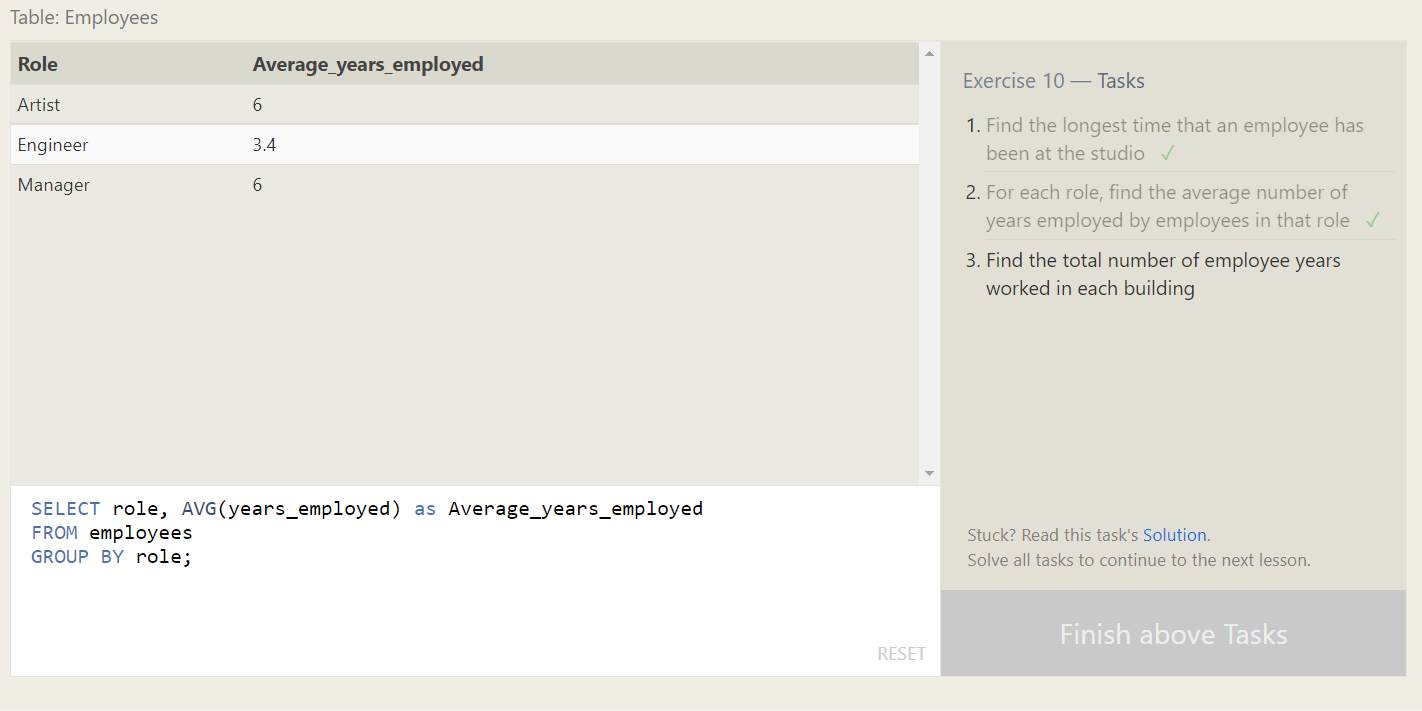 Table: Employees
Role Average_years_employed
Artist 6
Engineer 3.4
Manager 6
SELECT role, AVG(years_employed) as Average_years_employed
FROM employees
GROUP BY role;
RESET
Exercise 10 — Tasks
1. Find the longest time that an employee has
been at the studio ✓
2. For each role, find the average number of
years employed by employees in that role ✓
3. Find the total number of employee years
worked in each building
Stuck? Read this task's Solution.
Solve all tasks to continue to the next lesson.
Finish above Tasks